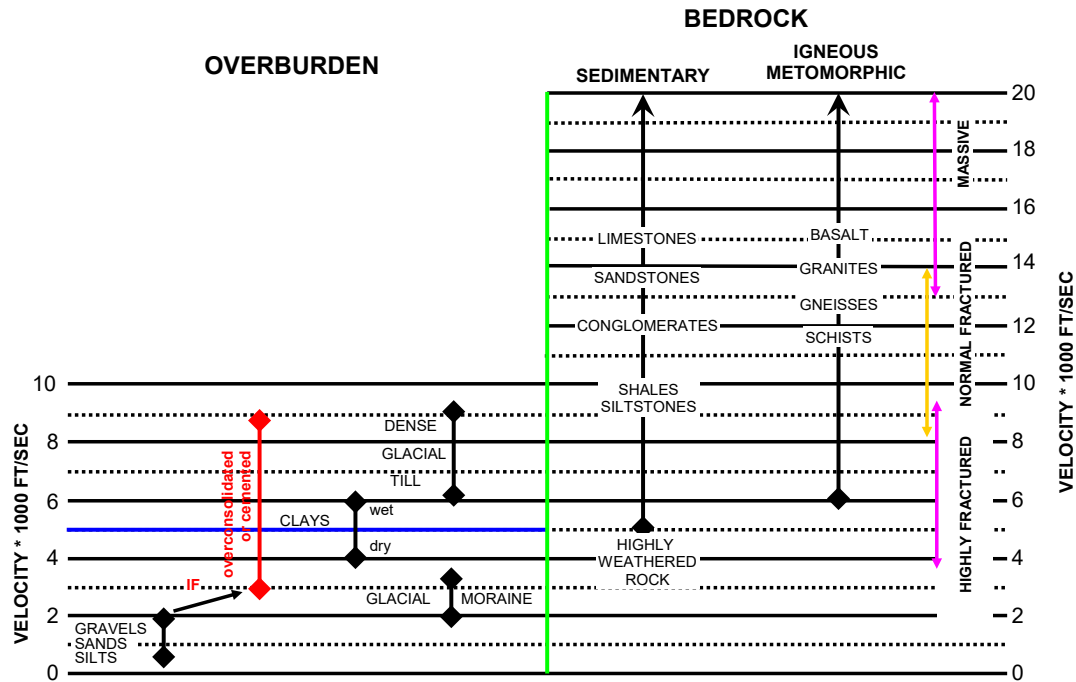 BEDROCK
OVERBURDEN
SEDIMENTARY
IGNEOUS
METOMORPHIC
20
18
16
14
12
10
8
6
4
2
0
VELOCITY * 1000 FT/SEC
MASSIVE
NORMAL FRACTURED
HIGHLY FRACTURED
LIMESTONES
SANDSTONES
CONGLOMERATES
SHALES
SILTSTONES
HIGHLY
WEATHERED
ROCK
BASALT
GRANITES
GNEISSES
SCHISTS
10
8
6
4
2
0
VELOCITY * 1000 FT/SEC
DENSE
GLACIAL
TILL
overconsolidated
or cemented
CLAYS
wet
dry
IF
GLACIAL MORAINE
GRAVELS
SANDS
SILTS